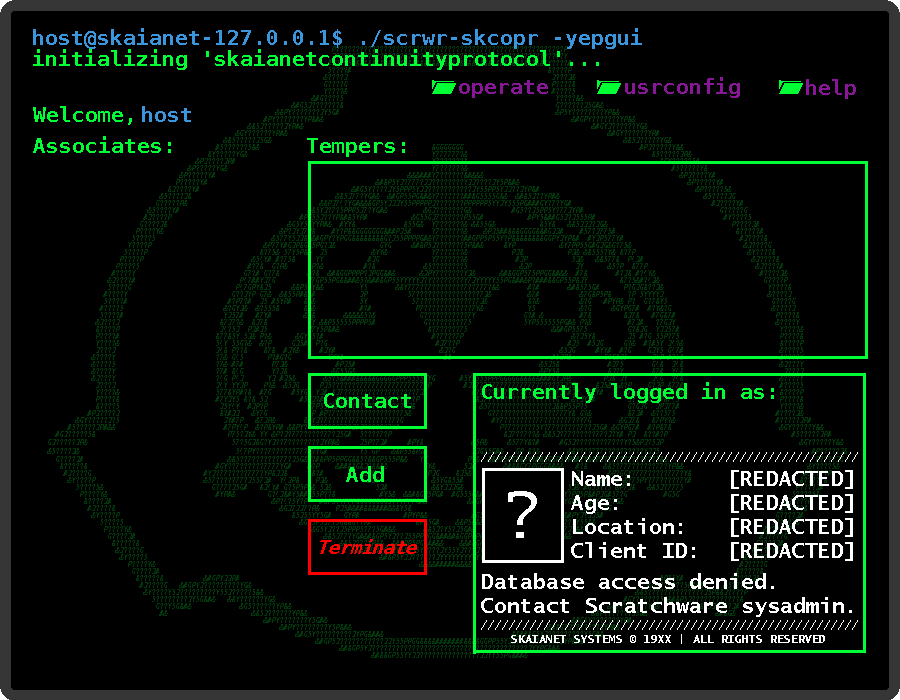 host@skaianet-127.0.0.1$ ./scrwr-skcopr -yepgui
initializing 'skaianetcontinuityprotocol'...
operate usrconfig help
Welcome, host
Associates:
Tempers:
Contact
Add
Terminate
Currently logged in as:
////////////////////////////////////////////////////////
?
Name: [REDACTED]
Age: [REDACTED]
Location: [REDACTED]
Client ID: [REDACTED]
Database access denied.
Contact Scratchware sysadmin.
////////////////////////////////////////////////////////
SKAIANET SYSTEMS © 19XX | ALL RIGHTS RESERVED